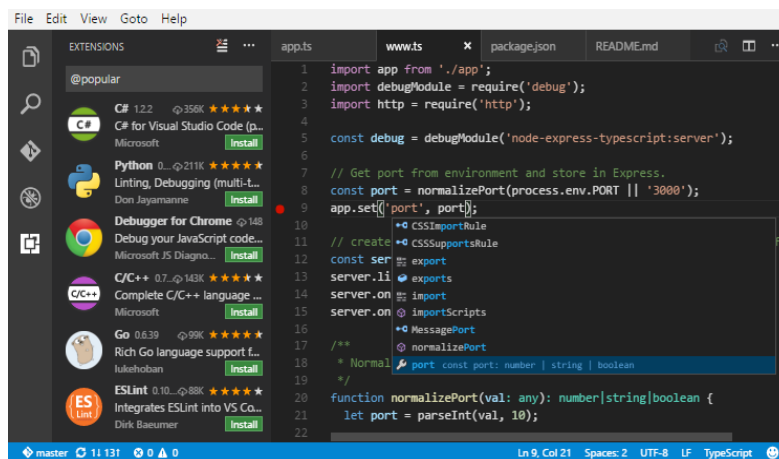 File Edit View Goto Help
EXTENSIONS
@popular
C# 1.2.2 356K
C# for Visual Studio Code (p...
Microsoft Install
Python 0.... 211K
Linting, Debugging (multi-t...
Don Jayamanne Install
Debugger for Chrome 148
Debug your JavaScript code...
Microsoft JS Diagno... Install
C/C++ 0.7... 143K
C/C++
Complete C/C++ language ...
Microsoft Install
Go 0.6.39 99K
Rich Go language support f...
lukehoban Install
ESLint 0.10.... 88K
ES
Lint
Integrates ESLint into VS Co...
Dirk Baeumer Install
app.ts www.ts × package.json README.md
1 import app from './app';
2 import debugModule = require('debug');
3 import http = require('http');
4
5 const debug = debugModule('node-express-typescript:server');
6
7 // Get port from environment and store in Express.
8 const port = normalizePort(process.env.PORT || '3000');
9 app.set('port', port);
10
11 // create
12 const ser
13 server.li
14 server.on
15 server.on
16
17 /**
18 * Normal
19 */
20 function normalizePort(val: any): number|string|boolean {
21 let port = parseInt(val, 10);
22
CSSImportRule
CSSSupportsRule
export
exports
import
importScripts
MessagePort
normalizePort
port const port: number | string | boolean
master 1↓ 13↑ 0 0 Ln 9, Col 21 Spaces: 2 UTF-8 LF TypeScript